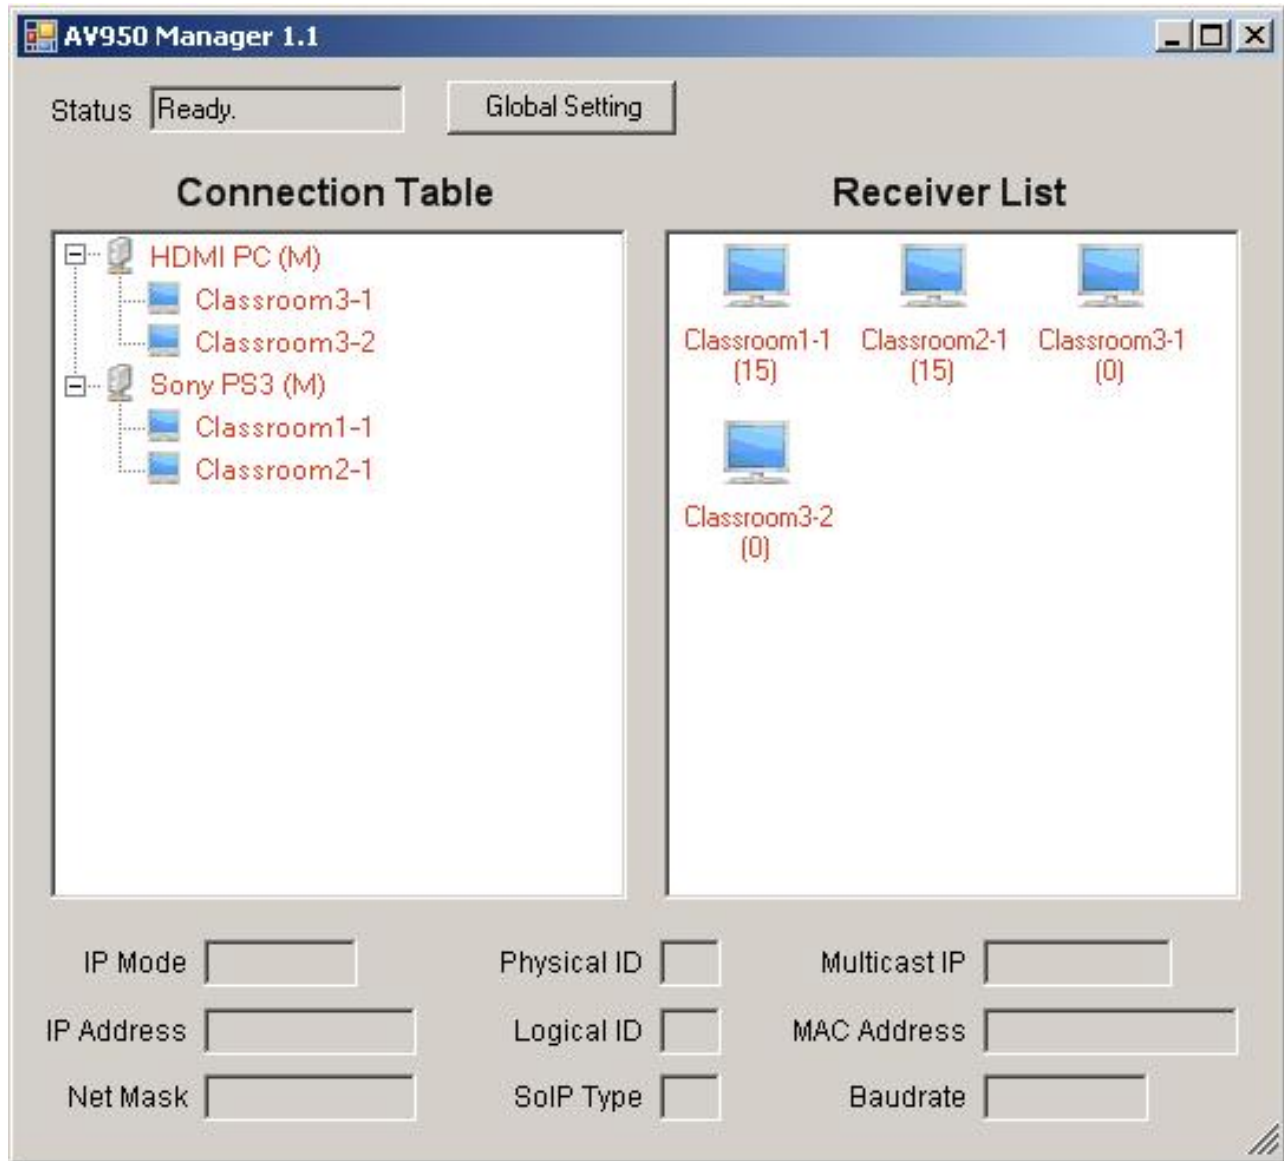 AV950 Manager 1.1
Status Ready. Global Setting
Connection Table
HDMI PC (M)
Classroom3-1
Classroom3-2
Sony PS3 (M)
Classroom1-1
Classroom2-1
Receiver List
Classroom1-1 Classroom2-1 Classroom3-1
(15) (15) (0)
Classroom3-2
(0)
IP Mode Physical ID Multicast IP
IP Address Logical ID MAC Address
Net Mask SoIP Type Baudrate